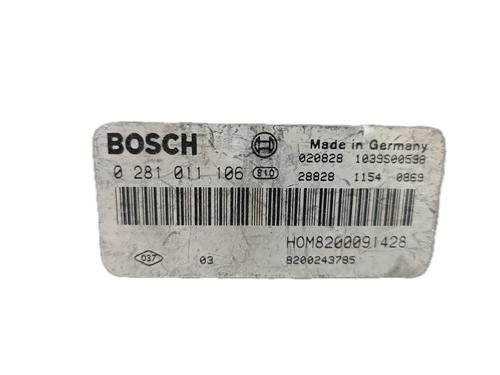 BOSCH
Made in Germany
020828 1039S00598
0 281 011 106 810
28828 1154 0869
HOM8200091428
037 03 8200243785